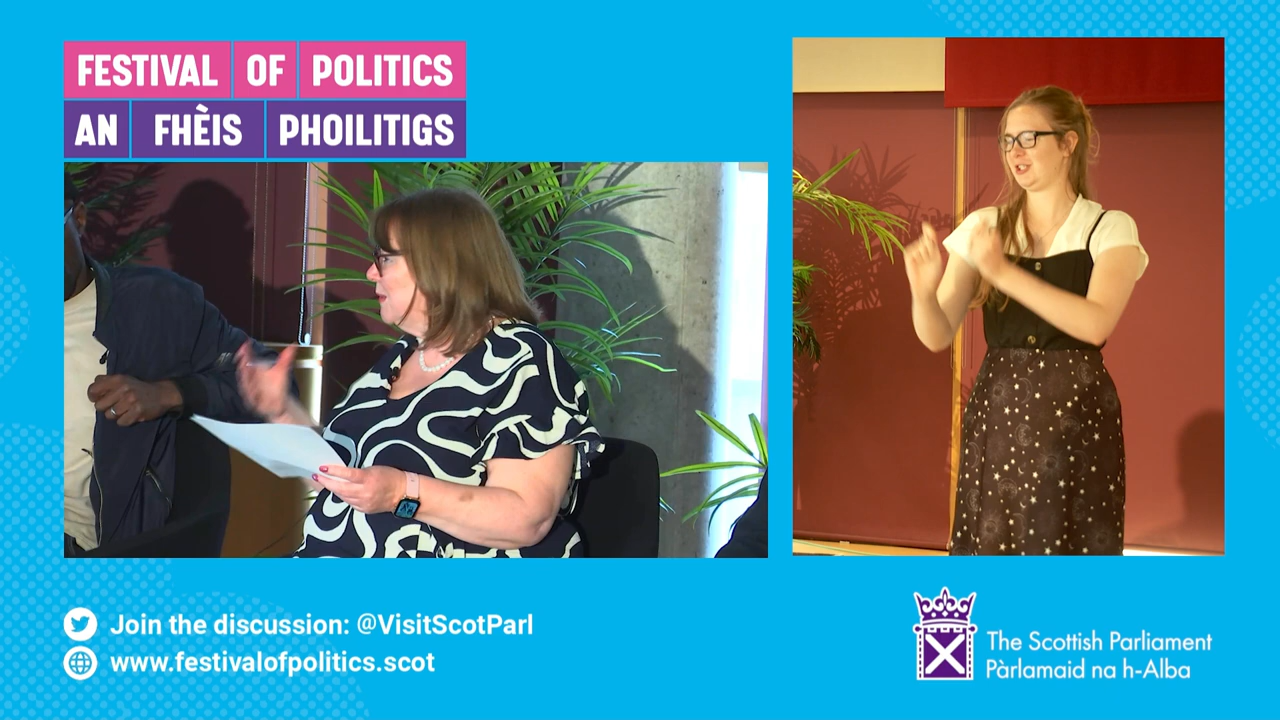 FESTIVAL OF POLITICS
AN FHÈIS PHOILITIGS
Join the discussion: @VisitScotParl
www.festivalofpolitics.scot
The Scottish Parliament
Pàrlamaid na h-Alba